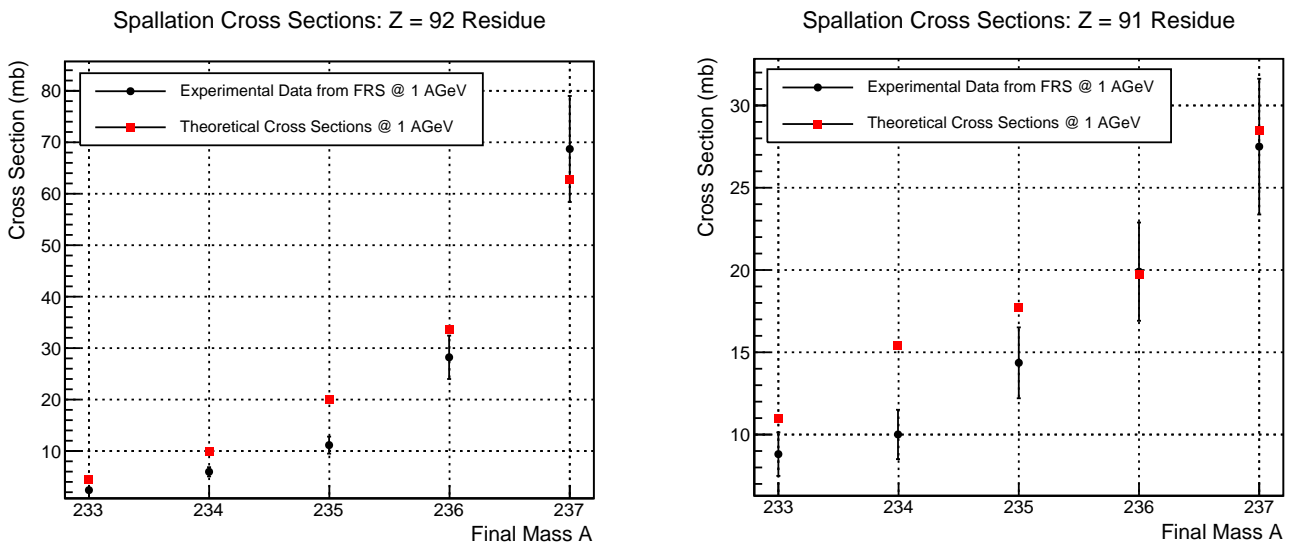 Spallation Cross Sections: Z = 92 Residue
Cross Section (mb)
Experimental Data from FRS @ 1 AGeV
Theoretical Cross Sections @ 1 AGeV
80
70
60
50
40
30
20
10
233 234 235 236 237
Final Mass A
Spallation Cross Sections: Z = 91 Residue
Cross Section (mb)
Experimental Data from FRS @ 1 AGeV
Theoretical Cross Sections @ 1 AGeV
30
25
20
15
10
233 234 235 236 237
Final Mass A